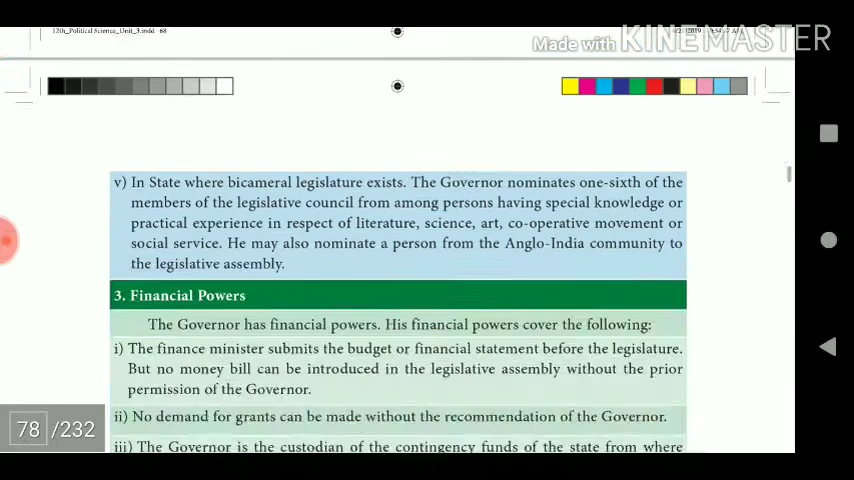 12th_Political Science_Unit_3.indd 68
Made with KINEMASTER
v) In State where bicameral legislature exists. The Governor nominates one-sixth of the
members of the legislative council from among persons having special knowledge or
practical experience in respect of literature, science, art, co-operative movement or
social service. He may also nominate a person from the Anglo-India community to
the legislative assembly.
3. Financial Powers
The Governor has financial powers. His financial powers cover the following:
i) The finance minister submits the budget or financial statement before the legislature.
But no money bill can be introduced in the legislative assembly without the prior
permission of the Governor.
ii) No demand for grants can be made without the recommendation of the Governor.
78 /232
iii) The Governor is the custodian of the contingency funds of the state from where